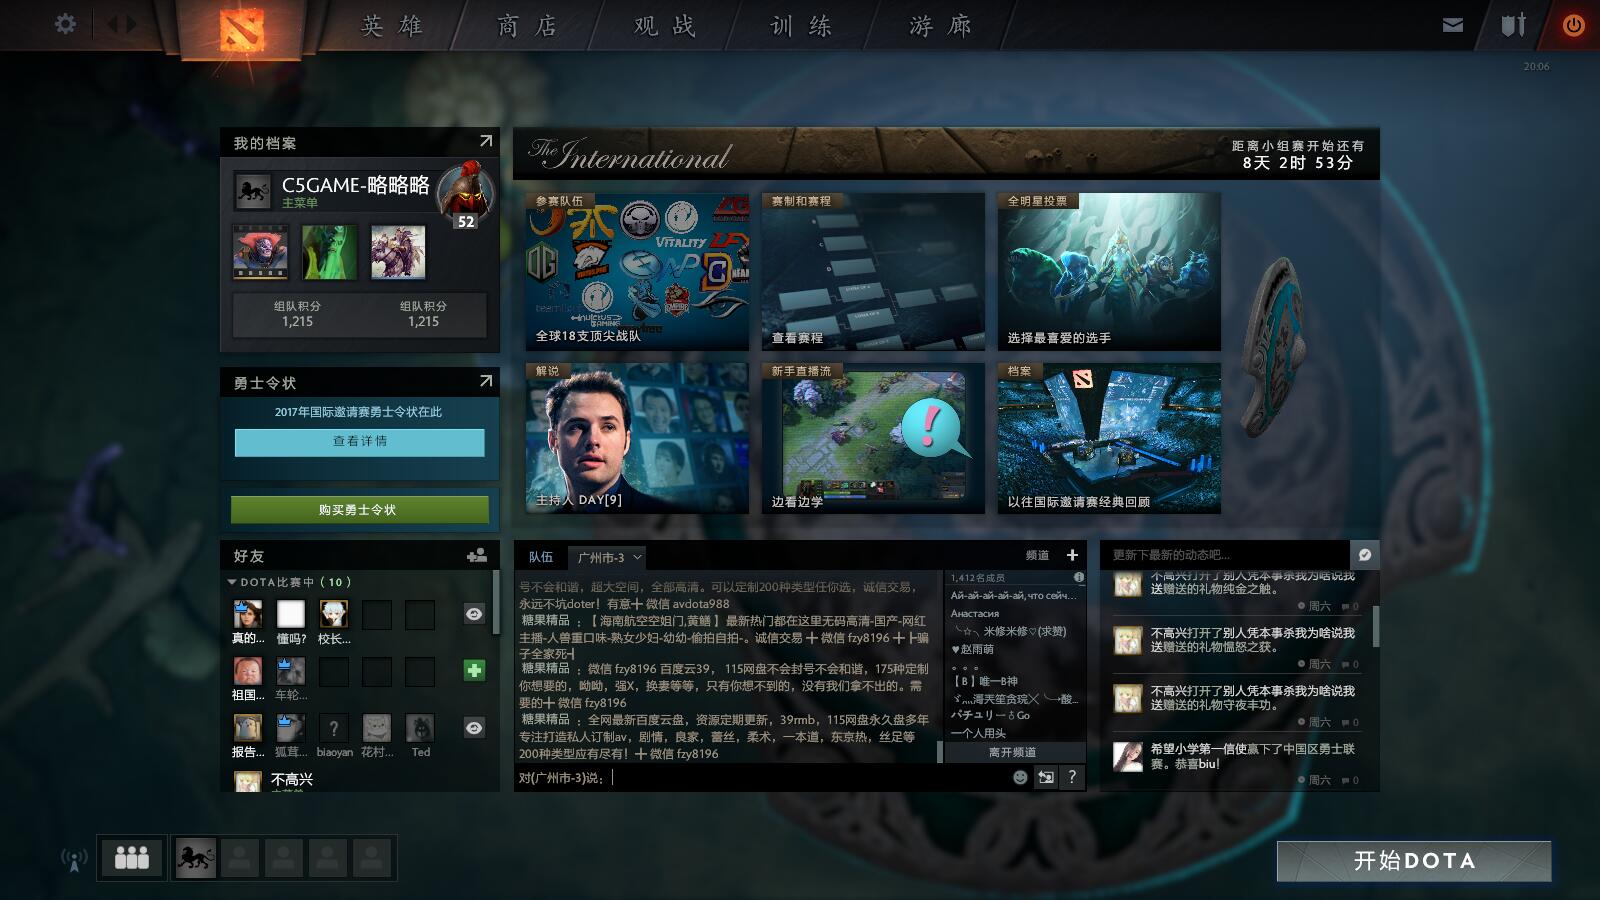 英雄
商店
观战
训练
游廊
20:06
我的档案
C5GAME-略略略
主菜单
52
组队积分
组队积分
1,215
1,215
勇士令状
2017年国际邀请赛勇士令状在此
查看详情
购买勇士令状
The International
距离小组赛开始还有
8天 2时 53分
参赛队伍
VITALITY
全球18支顶尖战队
赛制和赛程
查看赛程
全明星投票
选择最喜爱的选手
解说
主持人 DAY[9]
新手直播流
边看边学
档案
以往国际邀请赛经典回顾
好友
DOTA比赛中 ( 10 )
真的...
懂吗?
校长...
祖国...
车轮...
报告...
狐茸...
biaoyan
花村...
Ted
不高兴
队伍
广州市-3
频道
号不会和谐，超大空间，全部高清。可以定制200种类型任你选，诚信交易，
永远不坑doter！有意╋ 微信 avdota988
糖果精品 ：【 海南航空空姐门,黄鳝 】最新热门都在这里无码高清-国产-网红
主播-人兽重口味-熟女少妇-幼幼-偷拍自拍-。诚信交易 ╋ 微信 fzy8196 ╋┣骗
子全家死┫
糖果精品 ：微信 fzy8196 百度云39，115网盘不会封号不会和谐，175种定制
你想要的，呦呦，强X，换妻等等，只有你想不到的，没有我们拿不出的。需
要的╋ 微信 fzy8196
糖果精品 ：全网最新百度云盘，资源定期更新，39rmb，115网盘永久盘多年
专注打造私人订制av，剧情，良家，蕾丝，柔术，一本道，东京热，丝足等
200种类型应有尽有！╋ 微信 fzy8196
对(广州市-3)说：
1,412名成员
Ай-ай-ай-ай-ай,что сейч...
Анастасия
米修米修♡(求赞)
♥赵雨萌
。。。
【B】唯一B神
パチュリー♁Go
一个人用头
离开频道
更新下最新的动态吧...
不高兴打开了别人凭本事杀我为啥说我
送赠送的礼物纯金之触。
周六 0
不高兴打开了别人凭本事杀我为啥说我
送赠送的礼物愠怒之获。
周六 0
不高兴打开了别人凭本事杀我为啥说我
送赠送的礼物守夜丰功。
周六 0
希望小学第一信使赢下了中国区勇士联
赛。恭喜biu！
周六 0
开始DOTA